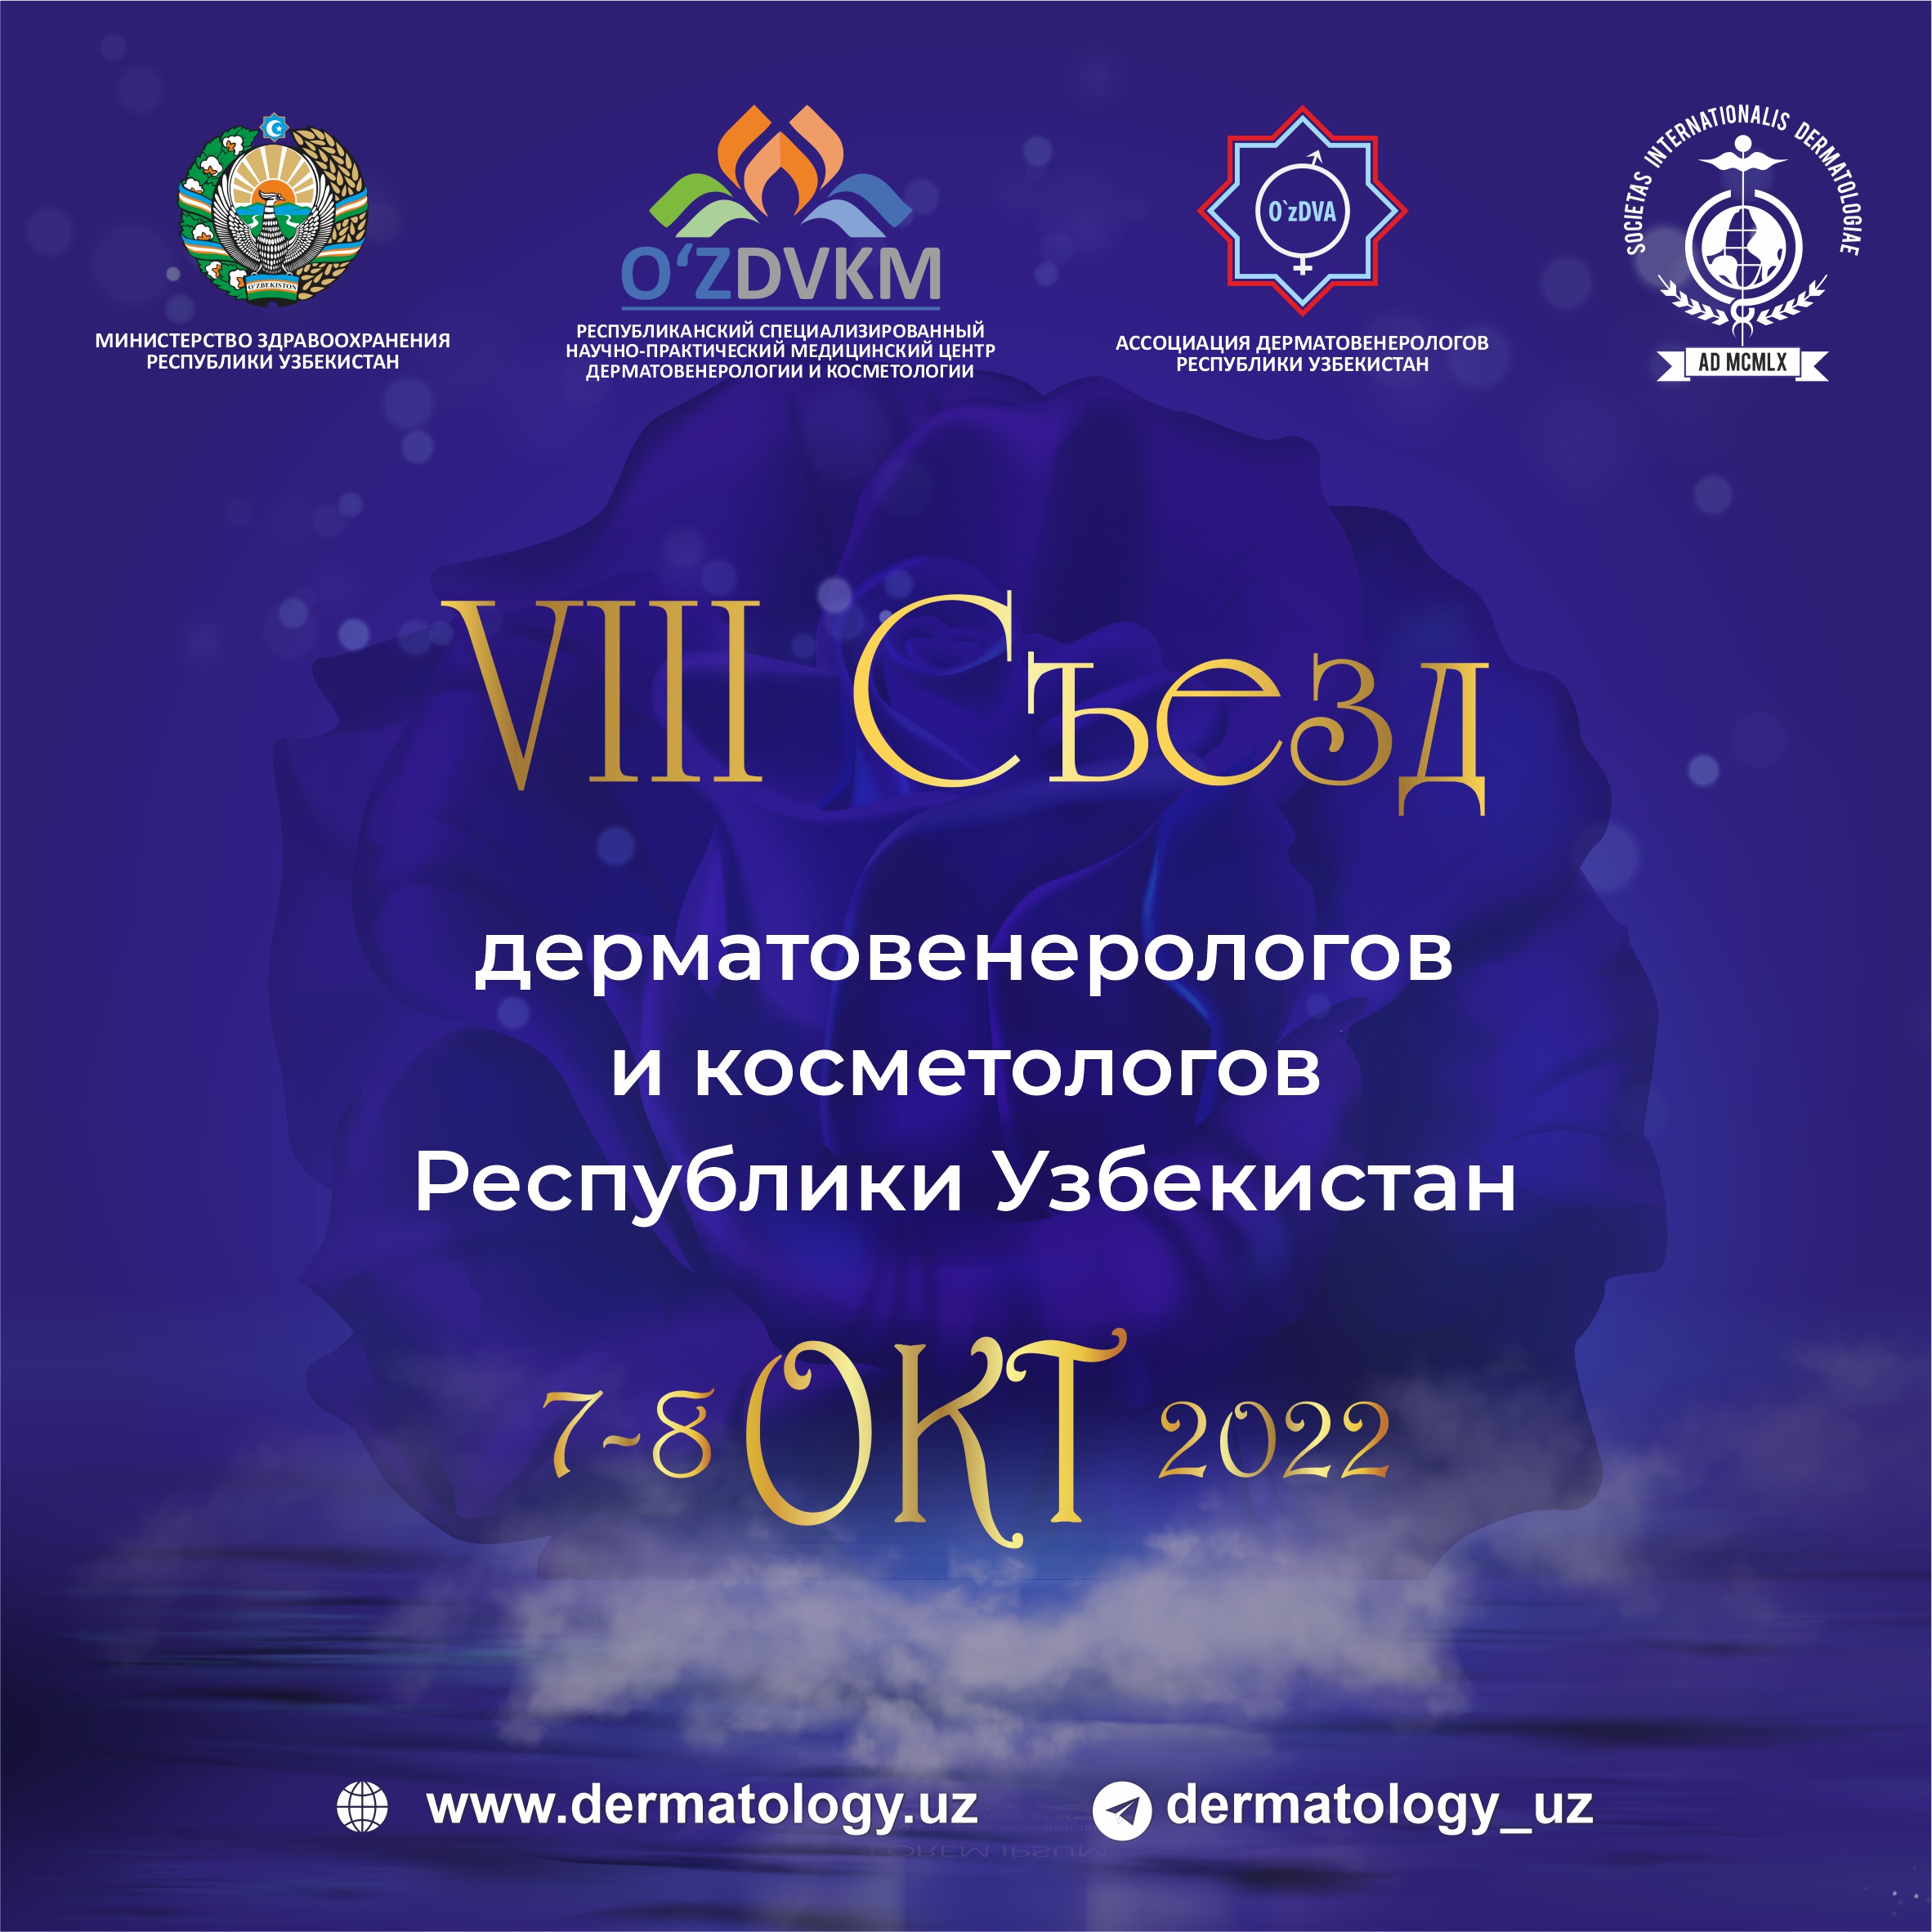 O'ZBEKISTON
МИНИСТЕРСТВО ЗДРАВООХРАНЕНИЯ
РЕСПУБЛИКИ УЗБЕКИСТАН
O‘ZDVKM
РЕСПУБЛИКАНСКИЙ СПЕЦИАЛИЗИРОВАННЫЙ
НАУЧНО-ПРАКТИЧЕСКИЙ МЕДИЦИНСКИЙ ЦЕНТР
ДЕРМАТОВЕНЕРОЛОГИИ И КОСМЕТОЛОГИИ
O`zDVA
АССОЦИАЦИЯ ДЕРМАТОВЕНЕРОЛОГОВ
РЕСПУБЛИКИ УЗБЕКИСТАН
SOCIETAS INTERNATIONALIS DERMATOLOGIAE
AD MCMLX
VIII Съезд
дерматовенерологов
и косметологов
Республики Узбекистан
7-8 ОКТ 2022
www.dermatology.uz
dermatology_uz
LOREM IPSUM